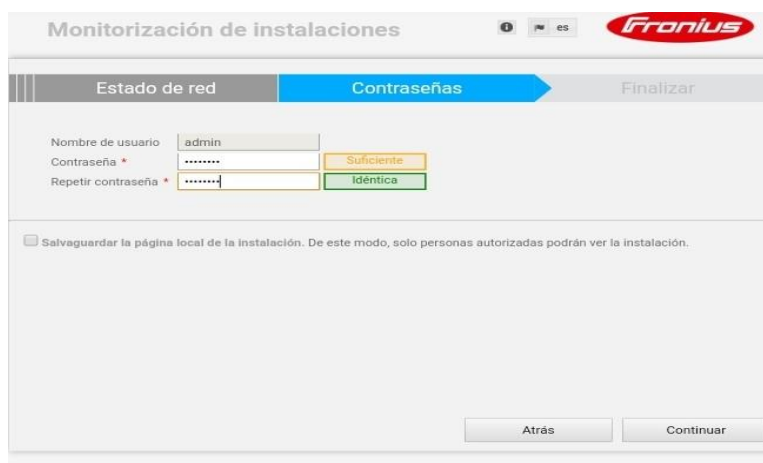 Monitorización de instalaciones
es
Fronius
Estado de red
Contraseñas
Finalizar
Nombre de usuario admin
Contraseña * •••••••• Suficiente
Repetir contraseña * •••••••• Idéntica
Salvaguardar la página local de la instalación. De este modo, solo personas autorizadas podrán ver la instalación.
Atrás
Continuar